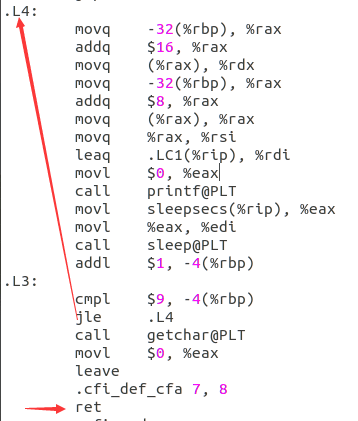 .L4:
movq -32(%rbp), %rax
addq $16, %rax
movq (%rax), %rdx
movq -32(%rbp), %rax
addq $8, %rax
movq (%rax), %rax
movq %rax, %rsi
leaq .LC1(%rip), %rdi
movl $0, %eax
call printf@PLT
movl sleepsecs(%rip), %eax
movl %eax, %edi
call sleep@PLT
addl $1, -4(%rbp)
.L3:
cmpl $9, -4(%rbp)
jle .L4
call getchar@PLT
movl $0, %eax
leave
.cfi_def_cfa 7, 8
ret